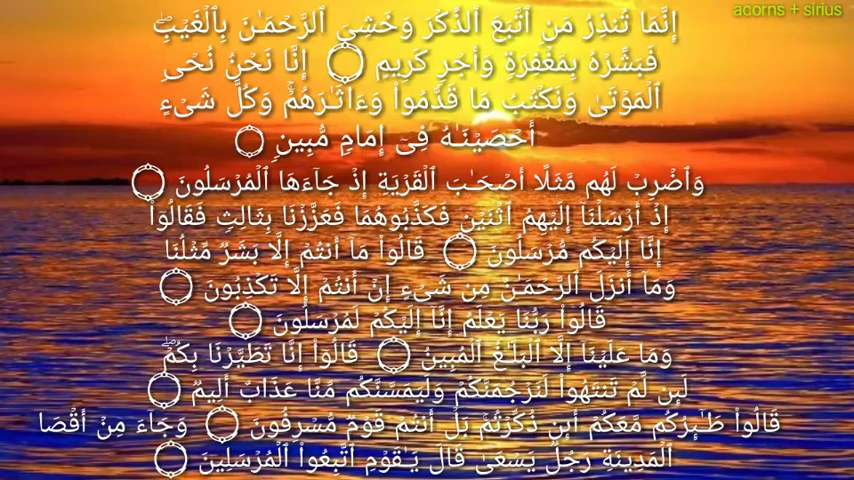 acorns + sirius
إِنَّمَا تُنذِرُ مَنِ ٱتَّبَعَ ٱلذِّكۡرَ وَخَشِيَ ٱلرَّحۡمَـٰنَ بِٱلۡغَيۡبِۖ
فَبَشِّرۡهُ بِمَغۡفِرَةࣲ وَأَجۡرࣲ كَرِيمٍ ۝ إِنَّا نَحۡنُ نُحۡیِ
ٱلۡمَوۡتَىٰ وَنَكۡتُبُ مَا قَدَّمُوا۟ وَءَاثَـٰرَهُمۡۚ وَكُلَّ شَیۡءٍ
أَحۡصَيۡنَـٰهُ فِیۤ إِمَامࣲ مُّبِينࣲ ۝
وَٱضۡرِبۡ لَهُم مَّثَلًا أَصۡحَـٰبَ ٱلۡقَرۡيَةِ إِذۡ جَاۤءَهَا ٱلۡمُرۡسَلُونَ ۝
إِذۡ أَرۡسَلۡنَاۤ إِلَيۡهِمُ ٱثۡنَيۡنِ فَكَذَّبُوهُمَا فَعَزَّزۡنَا بِثَالِثࣲ فَقَالُوۤا۟
إِنَّاۤ إِلَيۡكُم مُّرۡسَلُونَ ۝ قَالُوا۟ مَاۤ أَنتُمۡ إِلَّا بَشَرࣱ مِّثۡلُنَا
وَمَاۤ أَنزَلَ ٱلرَّحۡمَـٰنُ مِن شَیۡءٍ إِنۡ أَنتُمۡ إِلَّا تَكۡذِبُونَ ۝
قَالُوا۟ رَبُّنَا يَعۡلَمُ إِنَّاۤ إِلَيۡكُمۡ لَمُرۡسَلُونَ ۝
وَمَا عَلَيۡنَاۤ إِلَّا ٱلۡبَلَـٰغُ ٱلۡمُبِينُ ۝ قَالُوۤا۟ إِنَّا تَطَيَّرۡنَا بِكُمۡۖ
لَىِٕن لَّمۡ تَنتَهُوا۟ لَنَرۡجُمَنَّكُمۡ وَلَيَمَسَّنَّكُم مِّنَّا عَذَابٌ أَلِيمࣱ ۝
قَالُوا۟ طَـٰۤىِٕرُكُم مَّعَكُمۡ أَىِٕن ذُكِّرۡتُمۚ بَلۡ أَنتُمۡ قَوۡمࣱ مُّسۡرِفُونَ ۝ وَجَاۤءَ مِنۡ أَقۡصَا
ٱلۡمَدِينَةِ رَجُلࣱ يَسۡعَىٰ قَالَ يَـٰقَوۡمِ ٱتَّبِعُوا۟ ٱلۡمُرۡسَلِينَ ۝